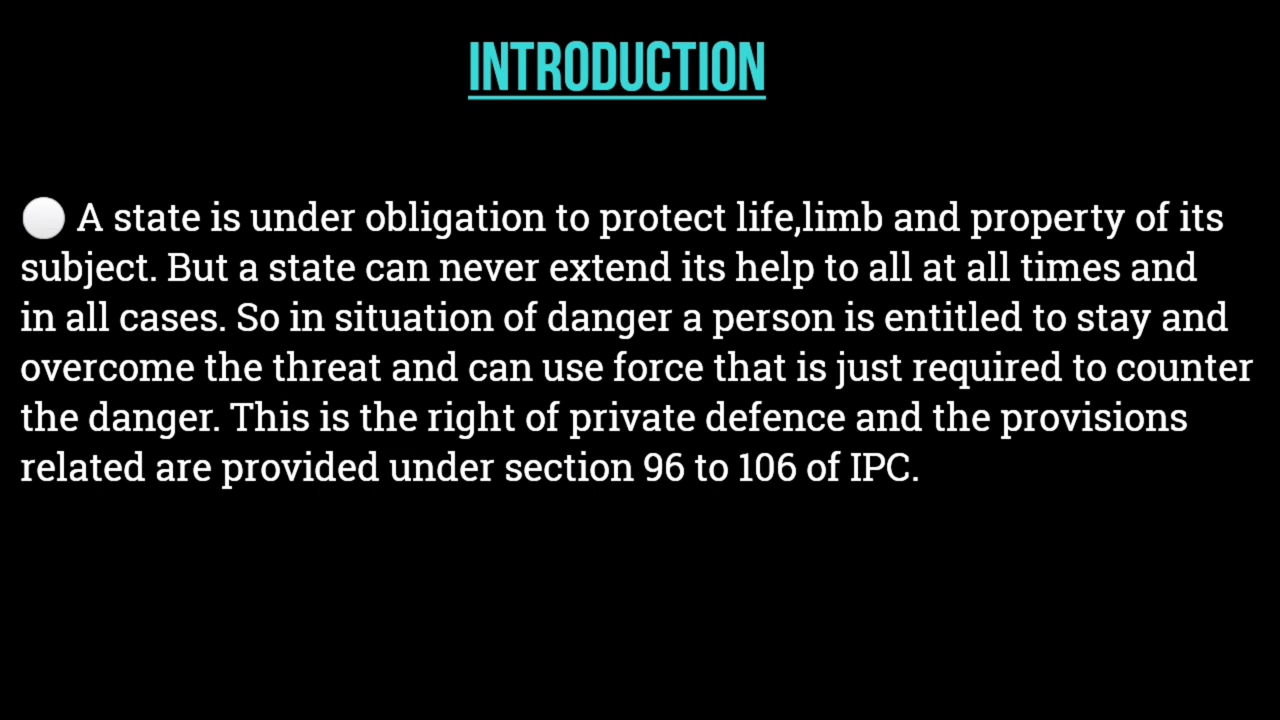 INTRODUCTION
A state is under obligation to protect life,limb and property of its
subject. But a state can never extend its help to all at all times and
in all cases. So in situation of danger a person is entitled to stay and
overcome the threat and can use force that is just required to counter
the danger. This is the right of private defence and the provisions
related are provided under section 96 to 106 of IPC.